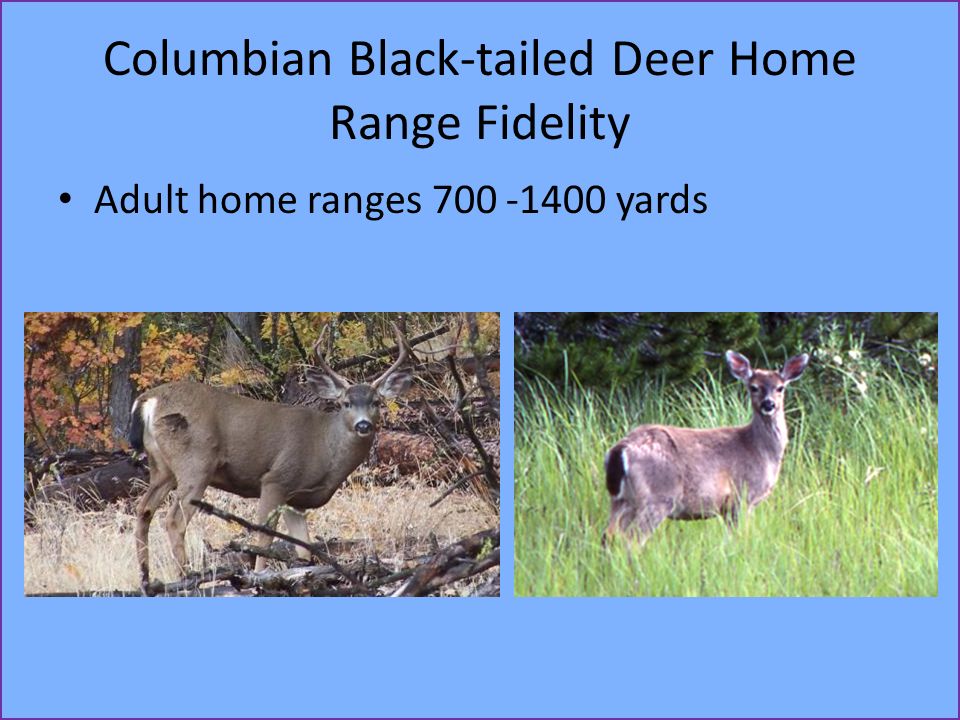 Columbian Black-tailed Deer Home
Range Fidelity
• Adult home ranges 700 -1400 yards